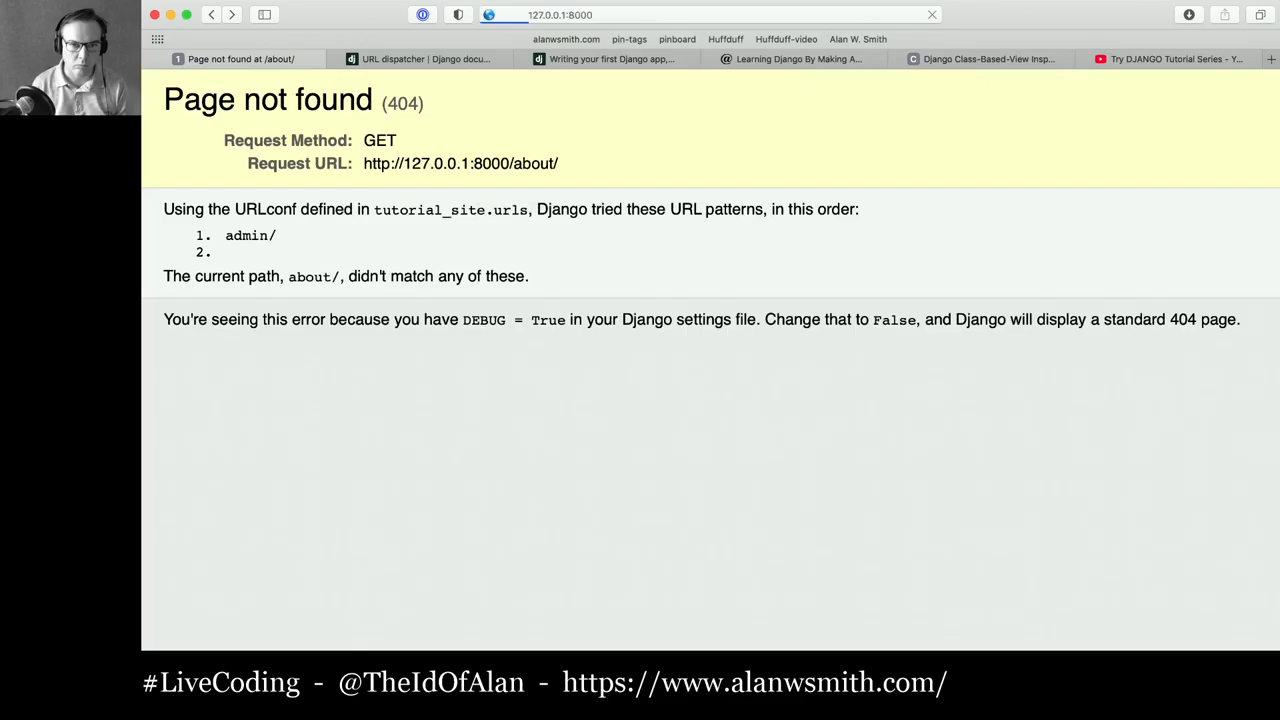 127.0.0.1:8000
alanwsmith.com pin-tags pinboard Huffduff Huffduff-video Alan W. Smith
1 Page not found at /about/ dj URL dispatcher | Django docu... dj Writing your first Django app,... @ Learning Django By Making A... C Django Class-Based-View Insp... Try DJANGO Tutorial Series - Y...
Page not found (404)
Request Method: GET
Request URL: http://127.0.0.1:8000/about/
Using the URLconf defined in tutorial_site.urls, Django tried these URL patterns, in this order:
1. admin/
2.
The current path, about/, didn't match any of these.
You're seeing this error because you have DEBUG = True in your Django settings file. Change that to False, and Django will display a standard 404 page.
#LiveCoding - @TheIdOfAlan - https://www.alanwsmith.com/